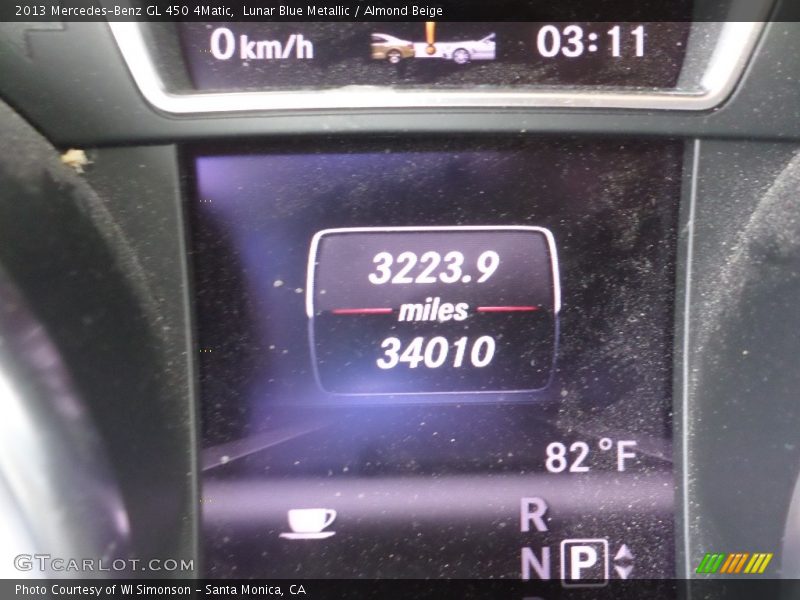 2013 Mercedes-Benz GL 450 4Matic, Lunar Blue Metallic / Almond Beige
0 km/h 03:11
3223.9
miles
34010
82°F
R
N P
GTcarlot.com
Photo Courtesy of WI Simonson - Santa Monica, CA